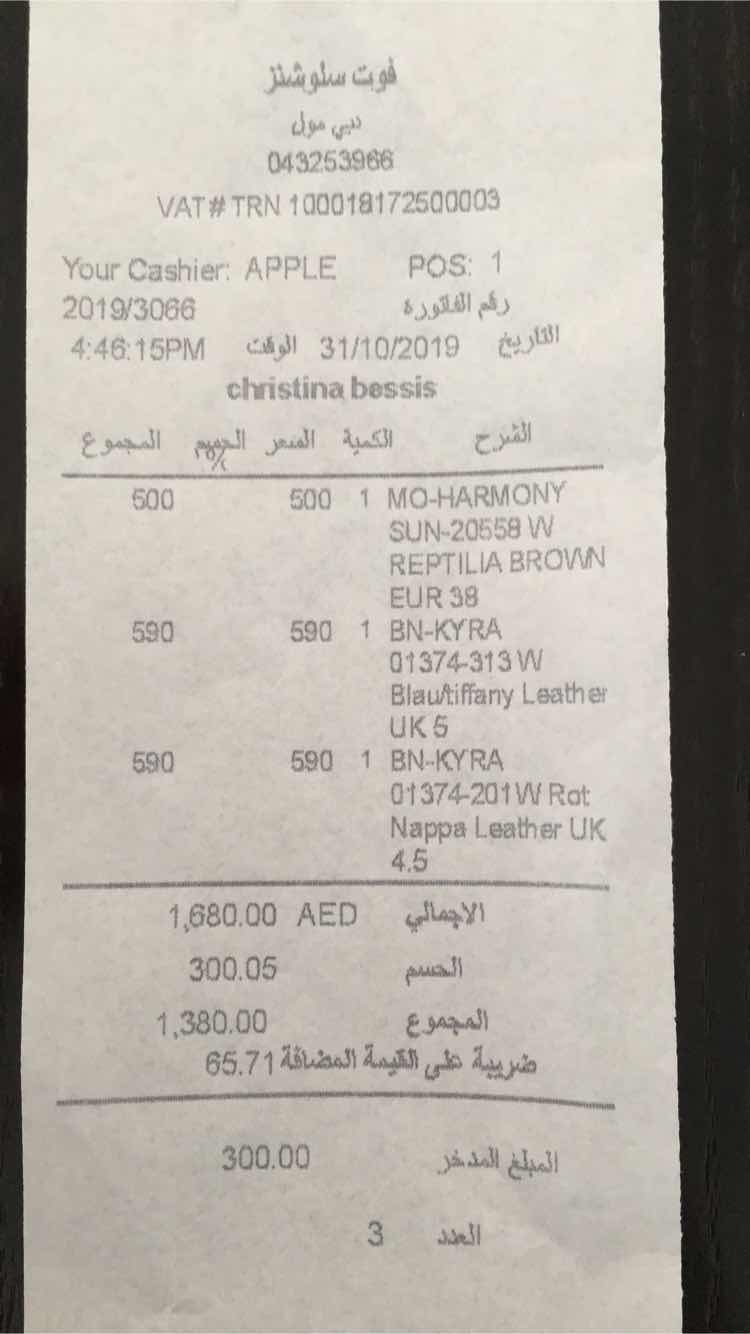 فوت سلوشنز
دبي مول
043253966
VAT# TRN 100018172500003
Your Cashier: APPLE POS: 1
رقم الفاتورة 2019/3066
التاريخ 31/10/2019 الوقت 4:46:15PM
christina bessis
الشرح الكمية السعر الخصم % المجموع
MO-HARMONY 1 500 500
SUN-20558 W
REPTILIA BROWN
EUR 38
BN-KYRA 1 590 590
01374-313 W
Blau/tiffany Leather
UK 5
BN-KYRA 1 590 590
01374-201 W Rot
Nappa Leather UK
4.5
الاجمالي 1,680.00 AED
الحسم 300.05
المجموع 1,380.00
ضريبة على القيمة المضافة 65.71
المبلغ المدخر 300.00
العدد 3